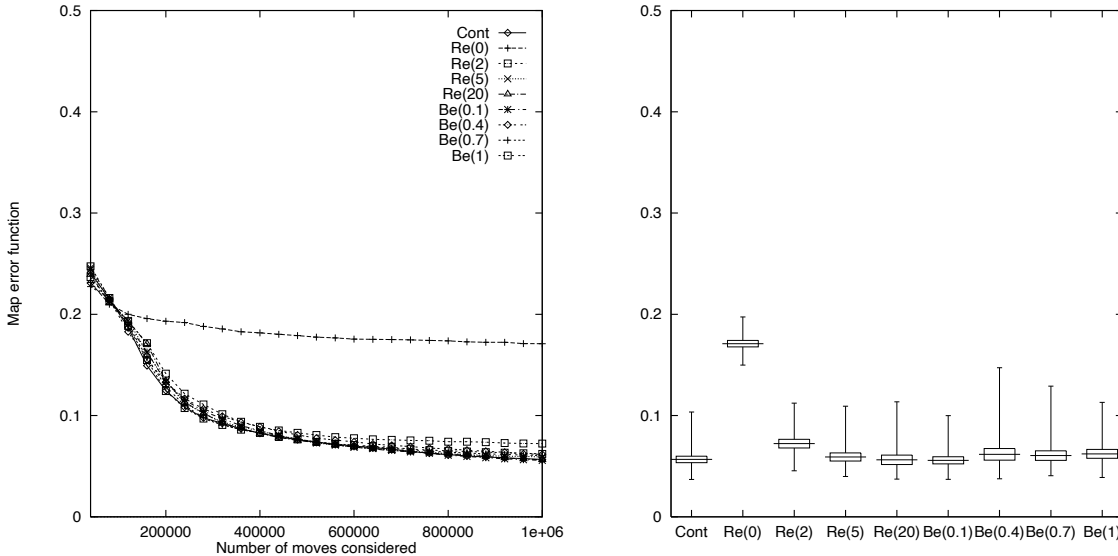 0.5
0.4
0.3
0.2
0.1
0
Map error function
200000 400000 600000 800000 1e+06
Number of moves considered
Cont
Re(0)
Re(2)
Re(5)
Re(20)
Be(0.1)
Be(0.4)
Be(0.7)
Be(1)
0.5
0.4
0.3
0.2
0.1
0
Cont Re(0) Re(2) Re(5) Re(20) Be(0.1) Be(0.4) Be(0.7) Be(1)